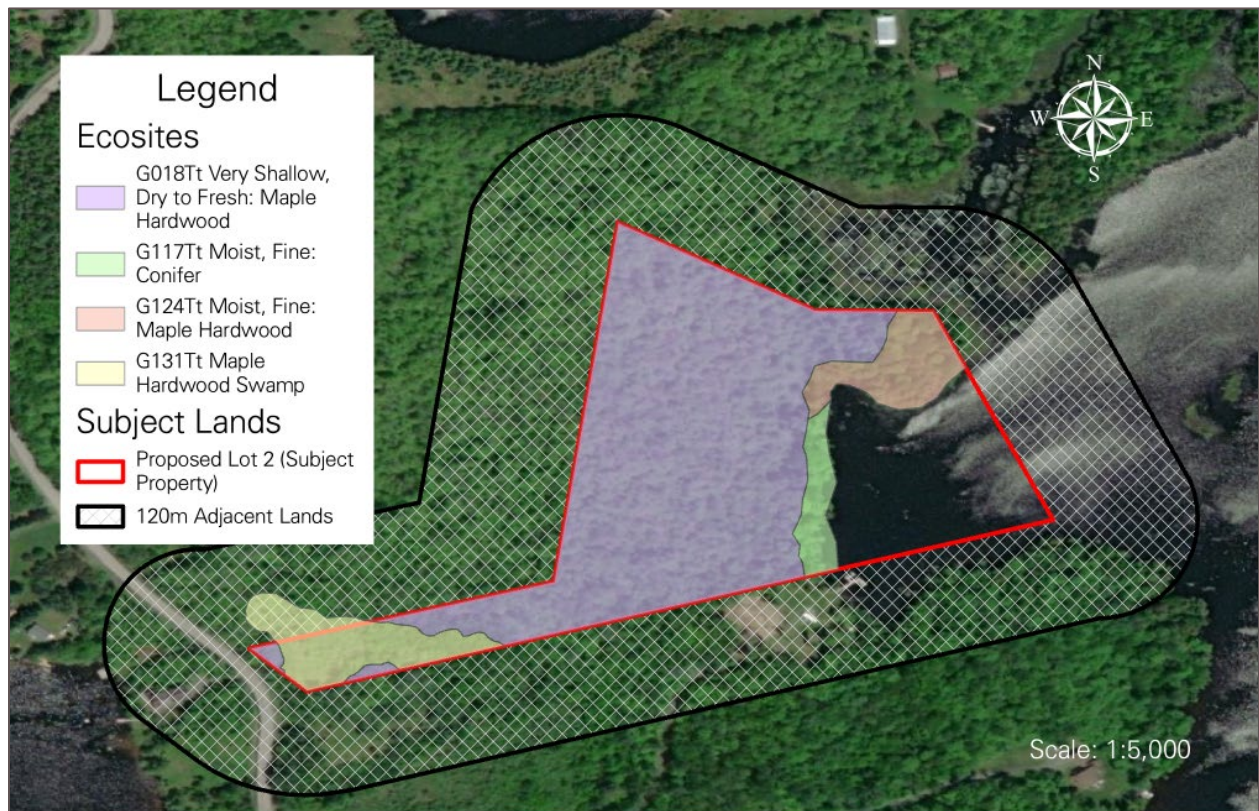 Legend
Ecosites
G018Tt Very Shallow,
Dry to Fresh: Maple
Hardwood
G117Tt Moist, Fine:
Conifer
G124Tt Moist, Fine:
Maple Hardwood
G131Tt Maple
Hardwood Swamp
Subject Lands
Proposed Lot 2 (Subject
Property)
120m Adjacent Lands
N
W E
S
Scale: 1:5,000